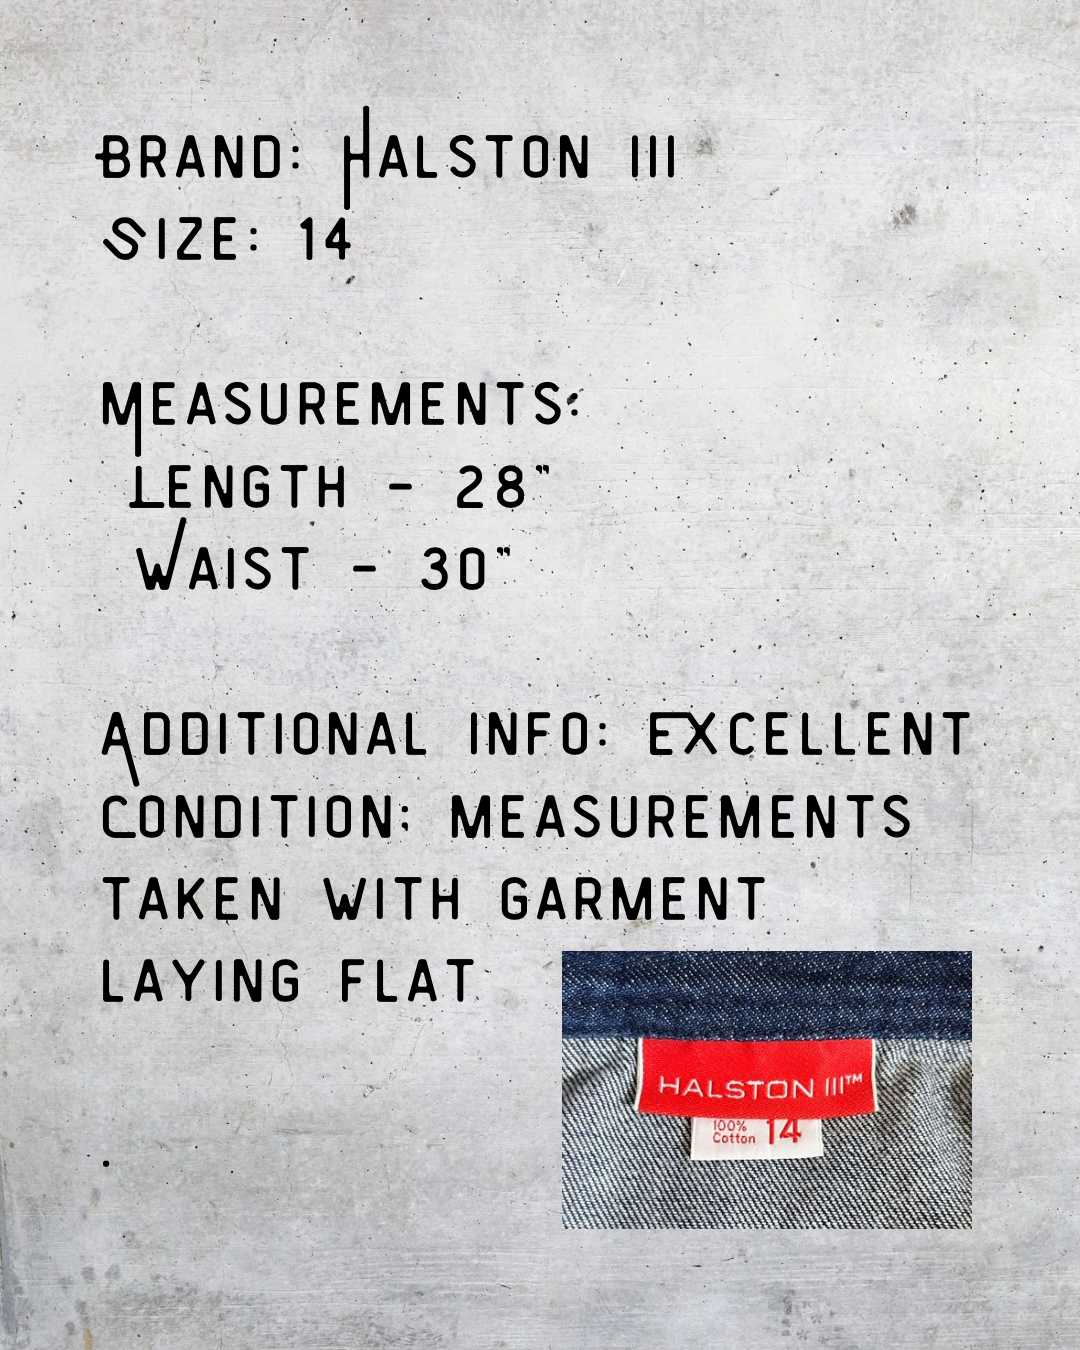 BRAND: HALSTON III
SIZE: 14
MEASUREMENTS:
LENGTH - 28"
WAIST - 30"
ADDITIONAL INFO: EXCELLENT
CONDITION; MEASUREMENTS
TAKEN WITH GARMENT
LAYING FLAT
HALSTON III™
100% 14
Cotton
.